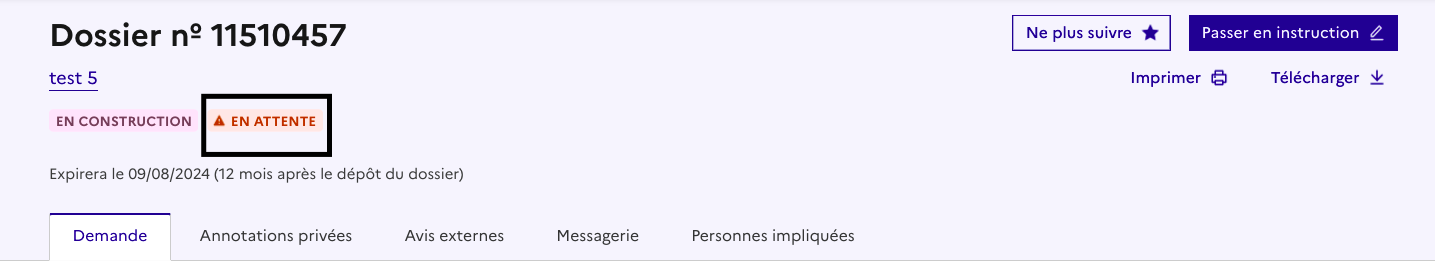 Dossier nº 11510457
Ne plus suivre
Passer en instruction
test 5
Imprimer
Télécharger
EN CONSTRUCTION
EN ATTENTE
Expirera le 09/08/2024 (12 mois après le dépôt du dossier)
Demande
Annotations privées
Avis externes
Messagerie
Personnes impliquées